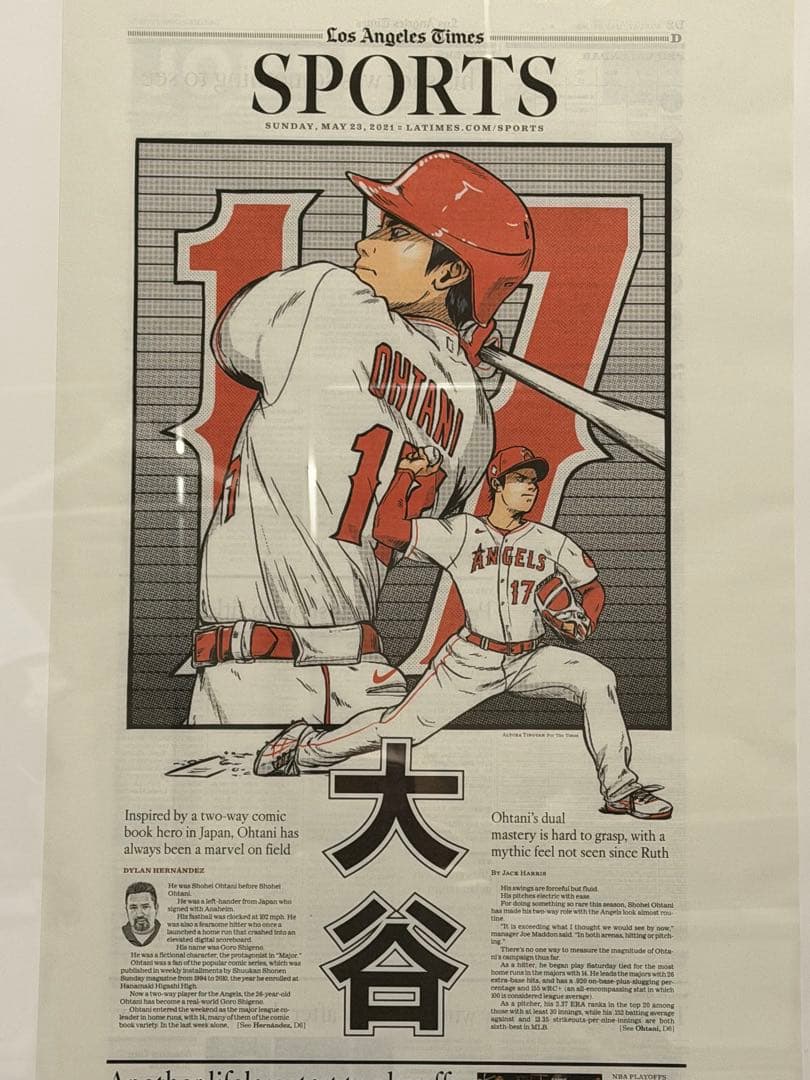 Los Angeles Times
D
SPORTS
SUNDAY, MAY 23, 2021 :: LATIMES.COM/SPORTS
17
OHTANI
17
ANGELS
17
For The Times
大谷
Inspired by a two-way comic
book hero in Japan, Ohtani has
always been a marvel on field
DYLAN HERNÁNDEZ
He was Shohei Ohtani before Shohei
Ohtani.
He was a left-hander from Japan who
signed with Anaheim.
His fastball was clocked at 102 mph. He
was also a fearsome hitter who once
launched a home run that crashed into an
elevated digital scoreboard.
His name was Goro Shigeno.
He was a fictional character, the protagonist in "Major."
Ohtani was a fan of the popular comic series, which was
published in weekly installments by Shuukan Shonen
Sunday magazine from 1994 to 2010, the year he enrolled at
Hanamaki Higashi High.
Now a two-way player for the Angels, the 26-year-old
Ohtani has become a real-world Goro Shigeno.
Ohtani entered the weekend as the major league co-
leader in home runs, with 14, many of them of the comic
book variety. In the last week alone, [See Hernández, D6]
Ohtani's dual
mastery is hard to grasp, with a
mythic feel not seen since Ruth
BY JACK HARRIS
His swings are forceful but fluid.
His pitches electric with ease.
For doing something so rare this season, Shohei Ohtani
has made his two-way role with the Angels look almost rou-
tine.
"It is exceeding what I thought we would see by now,"
manager Joe Maddon said. "In both arenas, hitting or pitch-
ing."
There's no way to measure the magnitude of Ohta-
ni's campaign thus far.
As a hitter, he began play Saturday tied for the most
home runs in the majors with 14. He leads the majors with 26
extra-base hits, and has a .920 on-base-plus-slugging per-
centage and 155 wRC+ (an all-encompassing stat in which
100 is considered league average).
As a pitcher, his 2.37 ERA ranks in the top 20 among
those with at least 30 innings, while his .132 batting average
against and 13.35 strikeouts-per-nine-innings are both
sixth-best in MLB. [See Ohtani, D6]
NBA PLAYOFFS